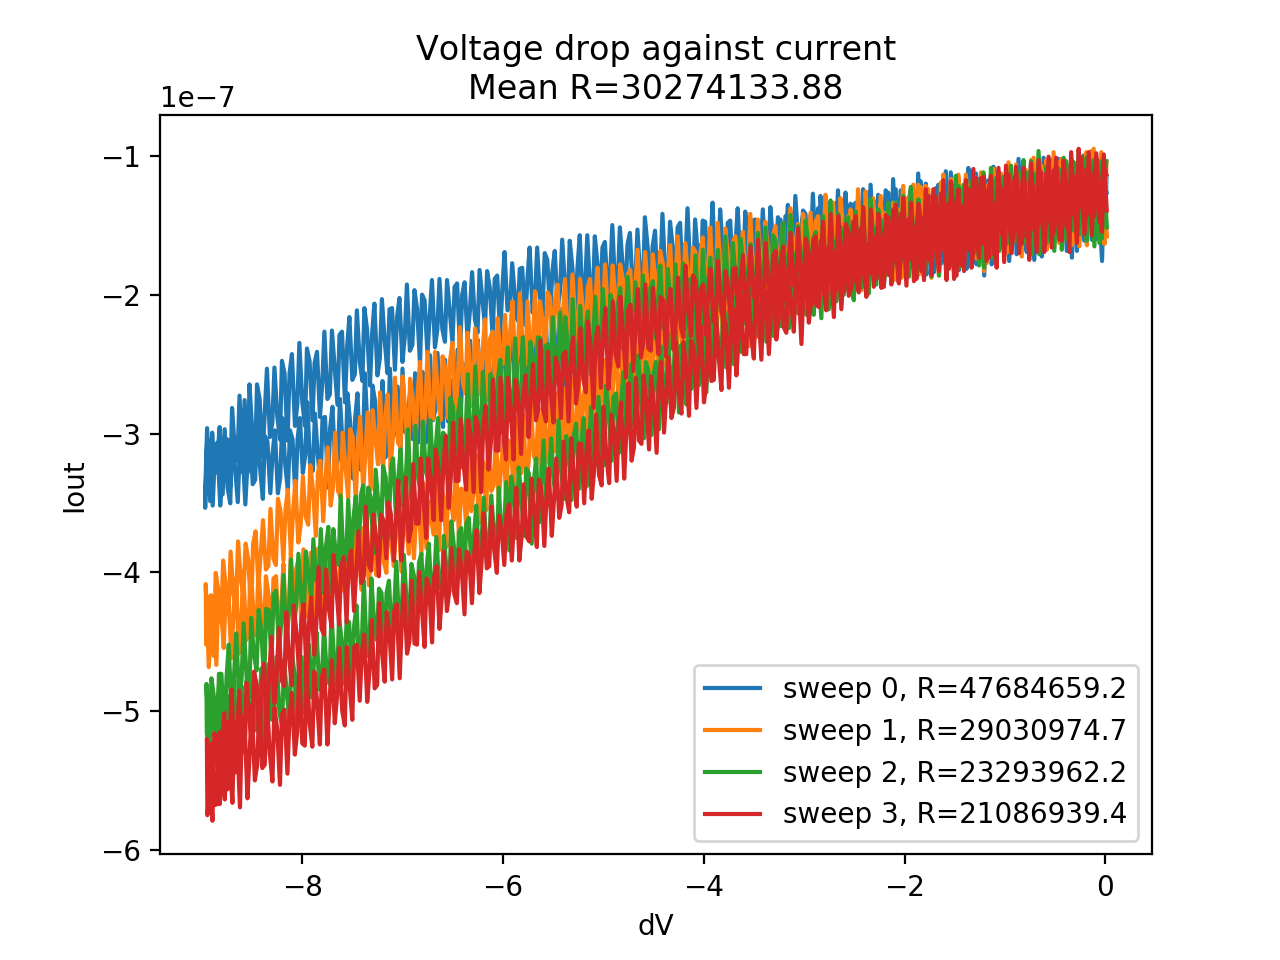 Voltage drop against current
Mean R=30274133.88
1e−7
−1
−2
−3
−4
−5
−6
Iout
sweep 0, R=47684659.2
sweep 1, R=29030974.7
sweep 2, R=23293962.2
sweep 3, R=21086939.4
−8
−6
−4
−2
0
dV